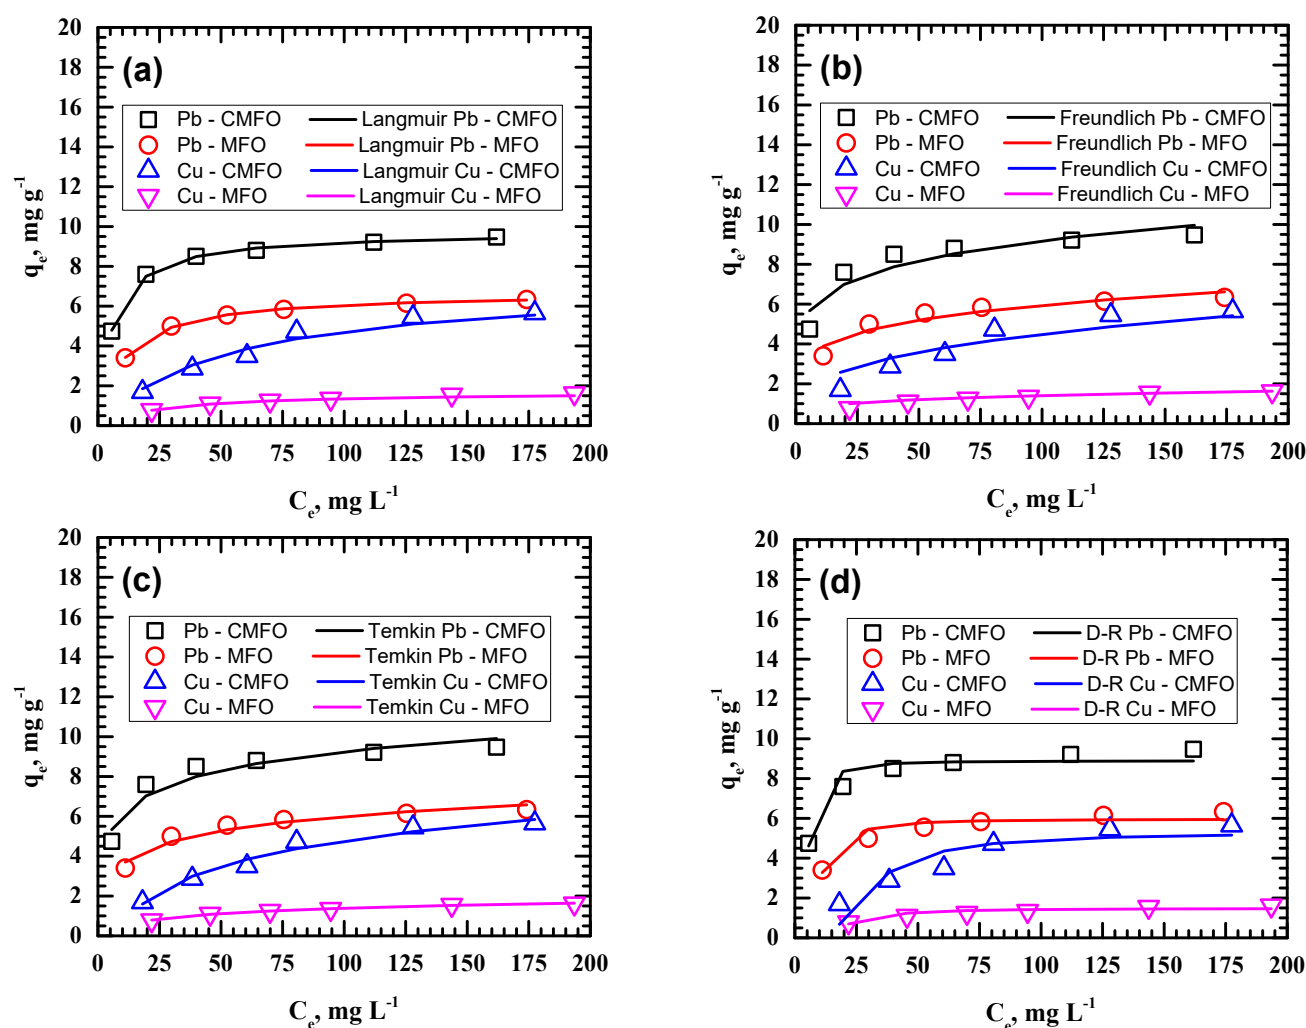 (a)
Pb - CMFO Langmuir Pb - CMFO
Pb - MFO Langmuir Pb - MFO
Cu - CMFO Langmuir Cu - CMFO
Cu - MFO Langmuir Cu - MFO
20
18
16
14
12
10
8
6
4
2
0
0 25 50 75 100 125 150 175 200
qe, mg g-1
Ce, mg L-1
(b)
Pb - CMFO Freundlich Pb - CMFO
Pb - MFO Freundlich Pb - MFO
Cu - CMFO Freundlich Cu - CMFO
Cu - MFO Freundlich Cu - MFO
20
18
16
14
12
10
8
6
4
2
0
0 25 50 75 100 125 150 175 200
qe, mg g-1
Ce, mg L-1
(c)
Pb - CMFO Temkin Pb - CMFO
Pb - MFO Temkin Pb - MFO
Cu - CMFO Temkin Cu - CMFO
Cu - MFO Temkin Cu - MFO
20
18
16
14
12
10
8
6
4
2
0
0 25 50 75 100 125 150 175 200
qe, mg g-1
Ce, mg L-1
(d)
Pb - CMFO D-R Pb - CMFO
Pb - MFO D-R Pb - MFO
Cu - CMFO D-R Cu - CMFO
Cu - MFO D-R Cu - MFO
20
18
16
14
12
10
8
6
4
2
0
0 25 50 75 100 125 150 175 200
qe, mg g-1
Ce, mg L-1